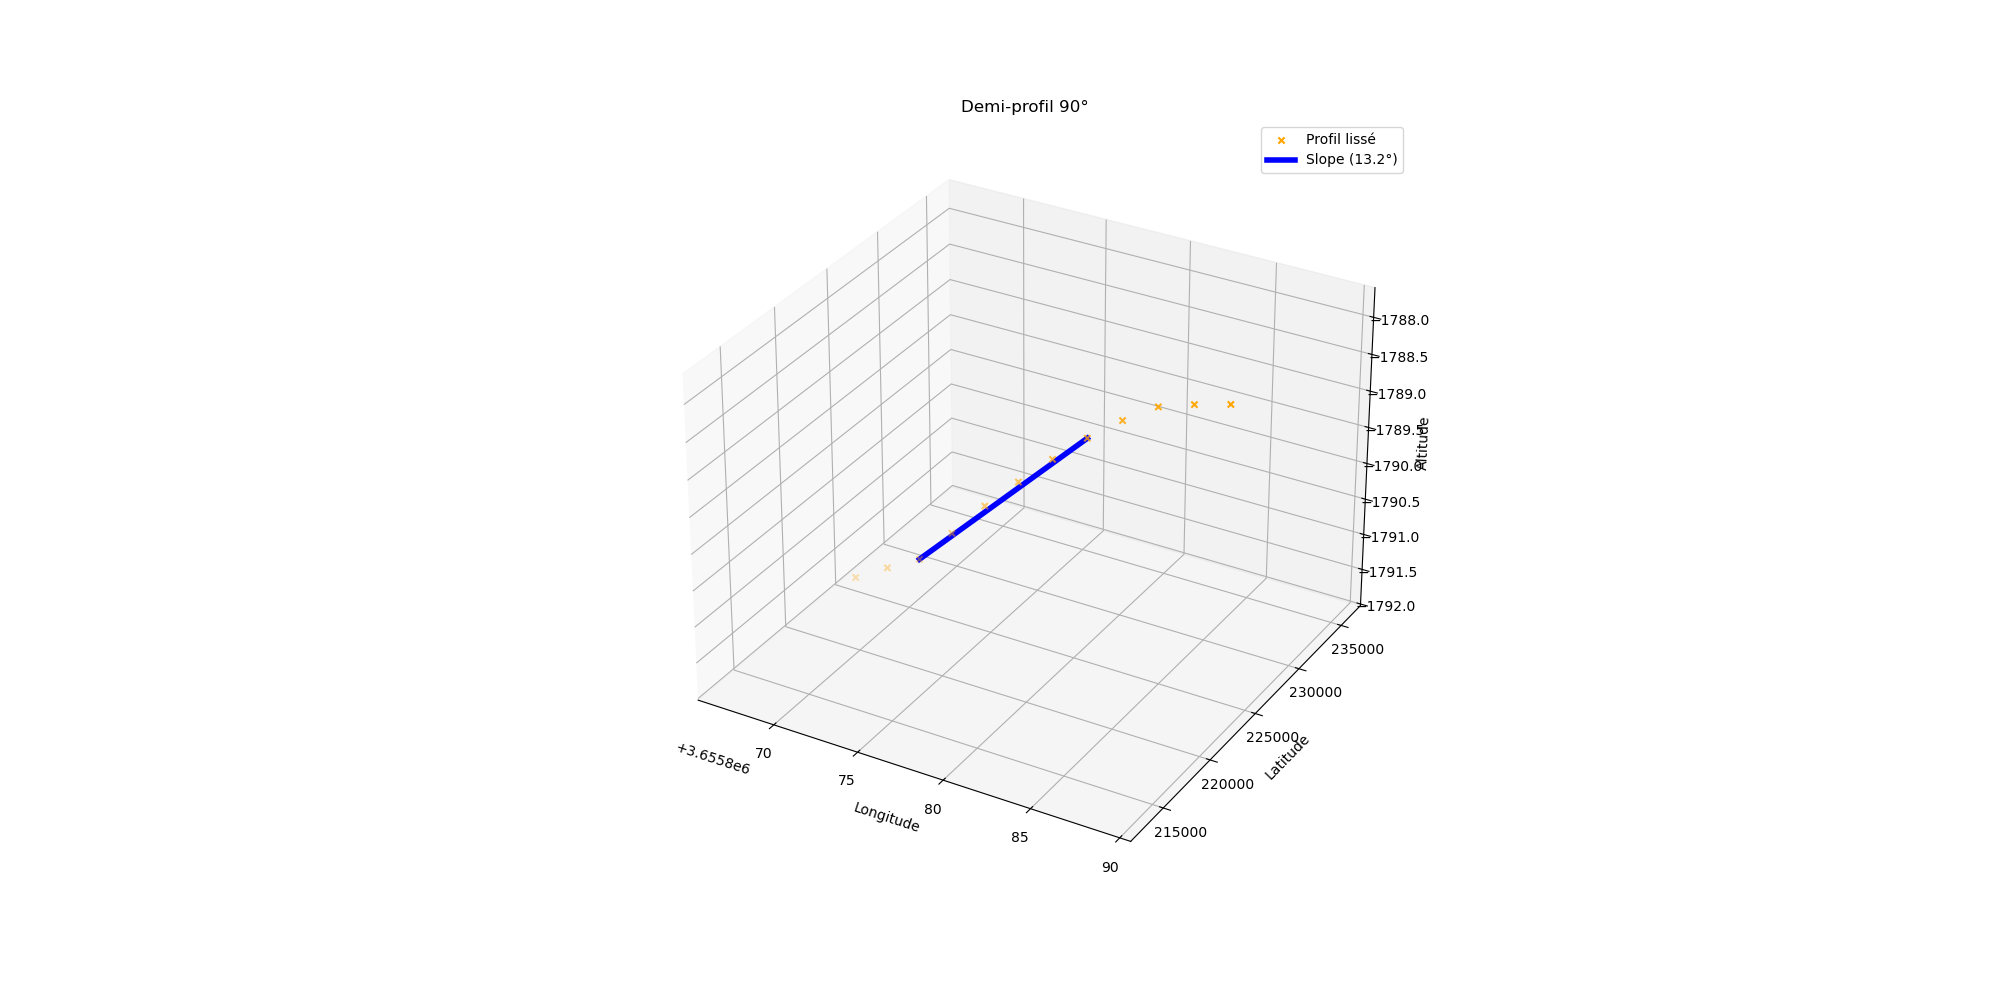 Demi-profil 90°
Profil lissé
Slope (13.2°)
−1788.0
−1788.5
−1789.0
−1789.5
−1790.0
−1790.5
−1791.0
−1791.5
−1792.0
Altitude
235000
230000
225000
220000
215000
Latitude
+3.6558e6
70
75
80
85
90
Longitude